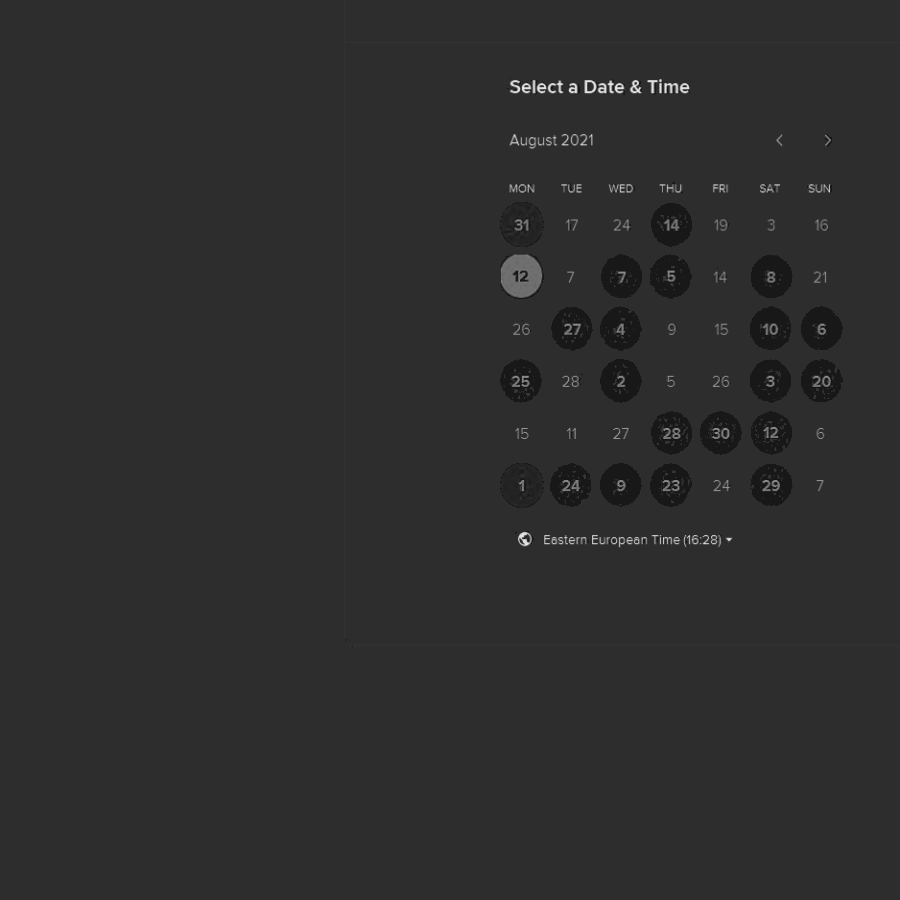 Select a Date & Time
August 2021
MON TUE WED THU FRI SAT SUN
31 17 24 14 19 3 16
12 7 7 5 14 8 21
26 27 4 9 15 10 6
25 28 2 5 26 3 20
15 11 27 28 30 12 6
1 24 9 23 24 29 7
Eastern European Time (16:28)